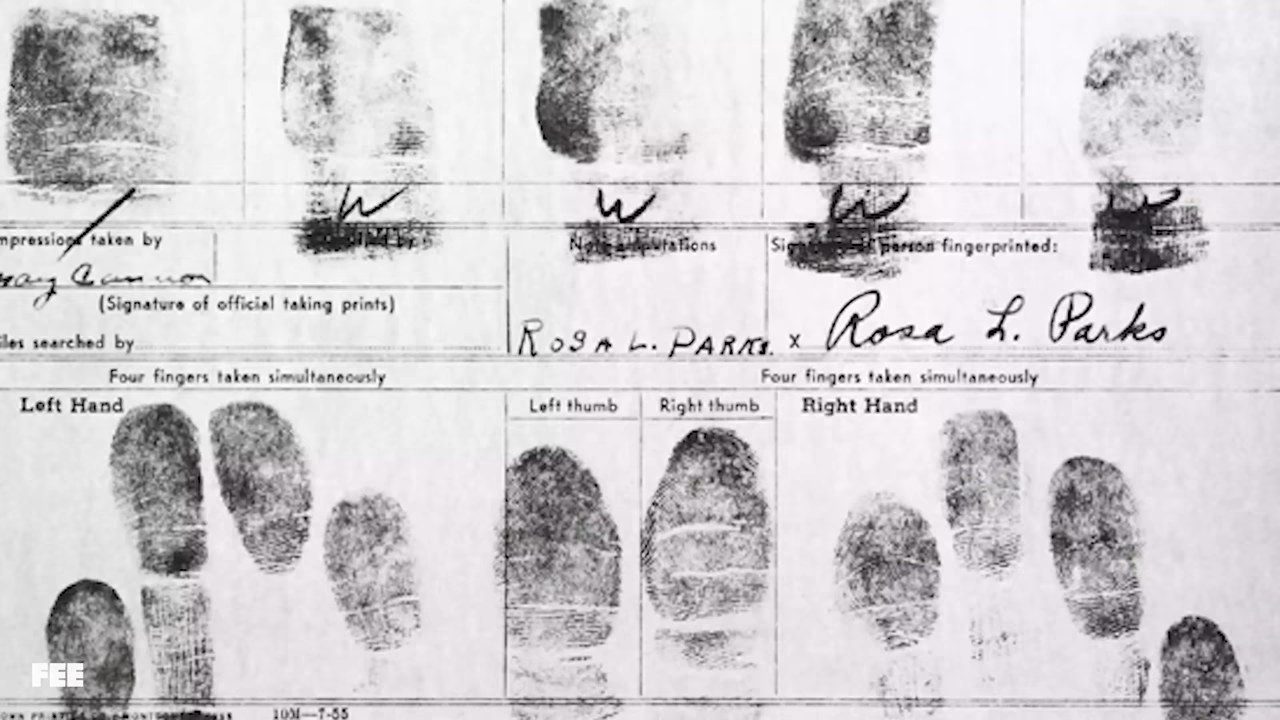 W W W W
mpressions taken by
Note amputations
Signature of person fingerprinted:
(Signature of official taking prints)
iles searched by
ROSA L. PARKS. x Rosa L. Parks
Four fingers taken simultaneously
Four fingers taken simultaneously
Left Hand
Left thumb
Right thumb
Right Hand
FEE
10M—7-55